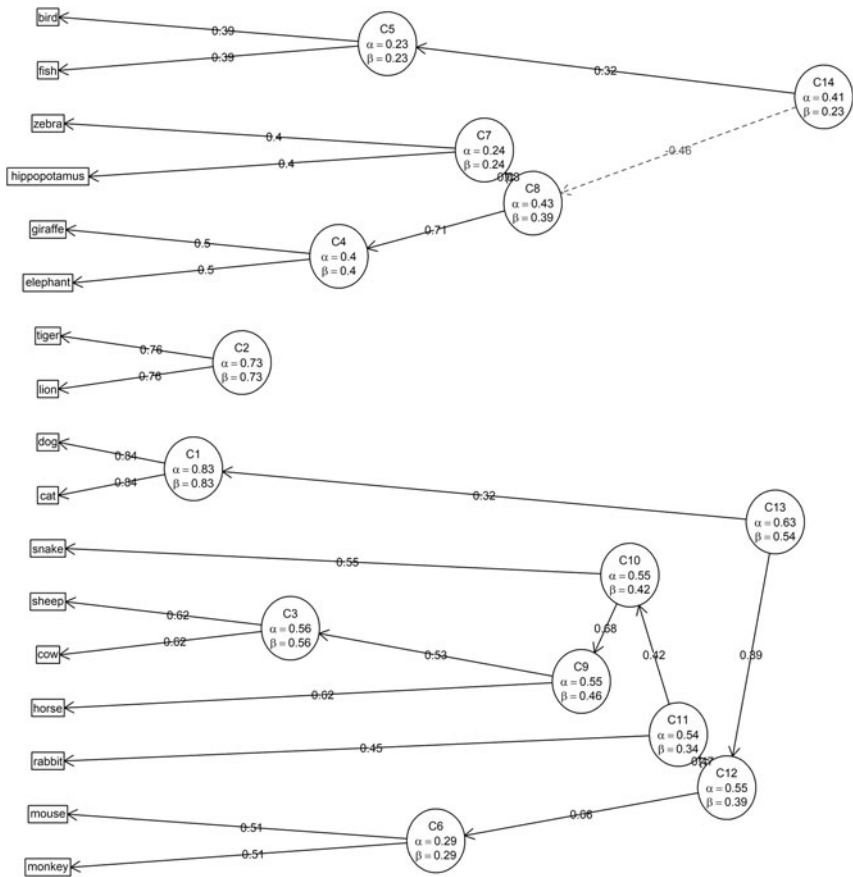 bird
0.39
C5
α = 0.23
β = 0.23
fish
0.39
0.32
C14
α = 0.41
β = 0.23
zebra
0.4
C7
α = 0.24
β = 0.24
-0.46
hippopotamus
0.4
C8
α = 0.43
β = 0.39
giraffe
0.5
C4
α = 0.4
β = 0.4
0.71
elephant
0.5
tiger
0.76
C2
α = 0.73
β = 0.73
lion
0.76
dog
0.84
C1
α = 0.83
β = 0.83
cat
0.84
0.32
C13
α = 0.63
β = 0.54
snake
0.55
C10
α = 0.55
β = 0.42
sheep
0.62
C3
α = 0.56
β = 0.56
0.68
cow
0.62
0.53
0.42
0.39
C9
α = 0.55
β = 0.46
horse
0.62
C11
α = 0.54
β = 0.34
rabbit
0.45
C12
α = 0.55
β = 0.39
mouse
0.51
C6
α = 0.29
β = 0.29
0.66
monkey
0.51